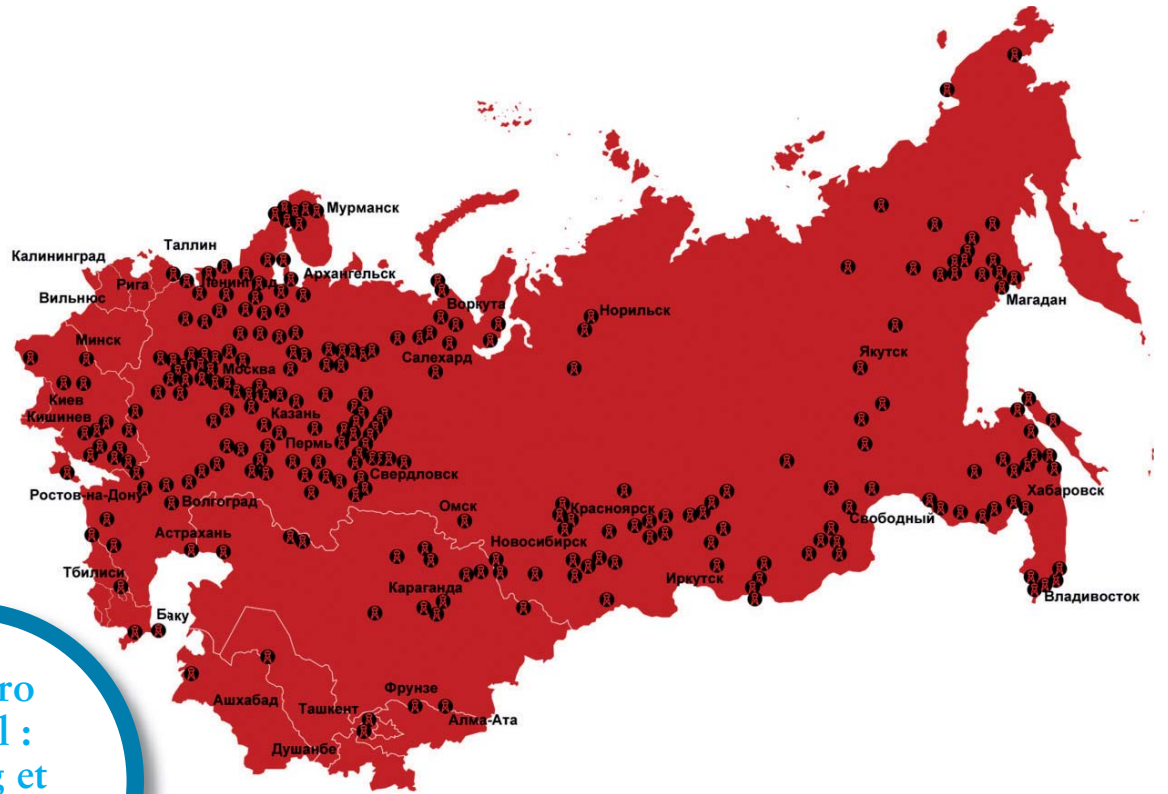 Мурманск
Таллин
Калининград
Архангельск
Рига
Ленинград
Вильнюс
Воркута
Норильск
Магадан
Минск
Салехард
Якутск
Москва
Киев
Казань
Кишинев
Пермь
Свердловск
Ростов-на-Дону
Волгоград
Омск
Красноярск
Хабаровск
Свободный
Астрахань
Новосибирск
Тбилиси
Караганда
Иркутск
Владивосток
Баку
Фрунзе
Ашхабад
Ташкент
Алма-Ата
Душанбе
ro
l :
g et